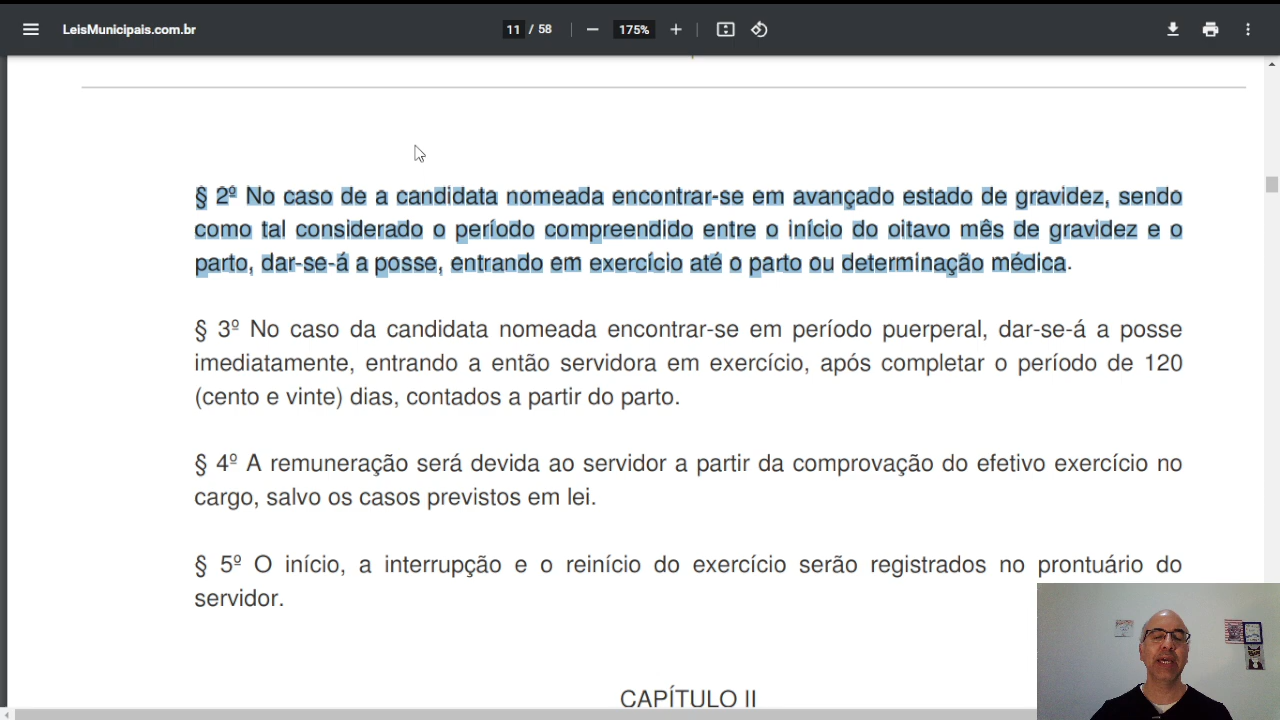 LeisMunicipais.com.br
11 / 58
175%
§ 2º No caso de a candidata nomeada encontrar-se em avançado estado de gravidez, sendo
como tal considerado o período compreendido entre o início do oitavo mês de gravidez e o
parto, dar-se-á a posse, entrando em exercício até o parto ou determinação médica.
§ 3º No caso da candidata nomeada encontrar-se em período puerperal, dar-se-á a posse
imediatamente, entrando a então servidora em exercício, após completar o período de 120
(cento e vinte) dias, contados a partir do parto.
§ 4º A remuneração será devida ao servidor a partir da comprovação do efetivo exercício no
cargo, salvo os casos previstos em lei.
§ 5º O início, a interrupção e o reinício do exercício serão registrados no prontuário do
servidor.
CAPÍTULO II